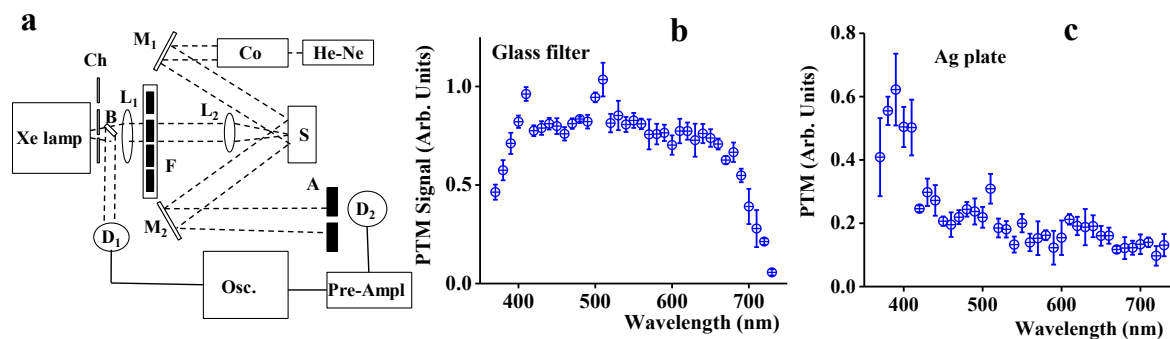 a
M1
Co
He-Ne
Ch
L1
B
L2
Xe lamp
S
F
A
M2
D1
D2
Osc.
Pre-Ampl
b
Glass filter
PTM Signal (Arb. Units)
1.0
0.5
0.0
400
500
600
700
Wavelength (nm)
c
Ag plate
PTM (Arb. Units)
0.8
0.6
0.4
0.2
0.0
400
500
600
700
Wavelength (nm)